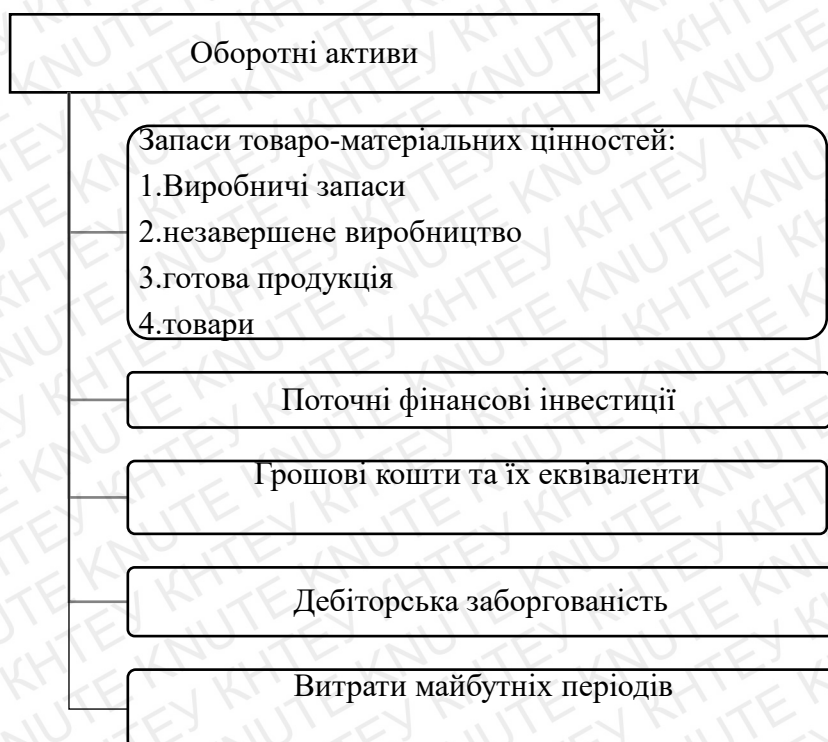 Оборотні активи
Запаси товаро-матеріальних цінностей:
1.Виробничі запаси
2.незавершене виробництво
3.готова продукція
4.товари
Поточні фінансові інвестиції
Грошові кошти та їх еквіваленти
Дебіторська заборгованість
Витрати майбутніх періодів